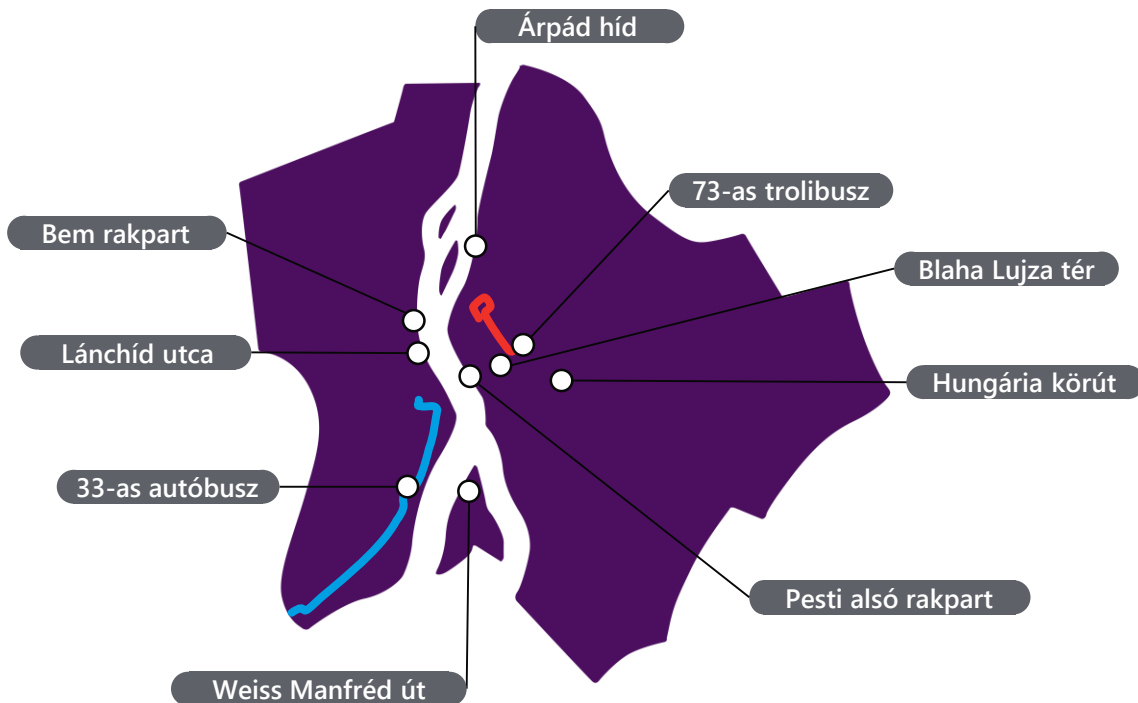 Árpád híd
73-as trolibusz
Bem rakpart
Blaha Lujza tér
Lánchíd utca
Hungária körút
33-as autóbusz
Pesti alsó rakpart
Weiss Manfréd út